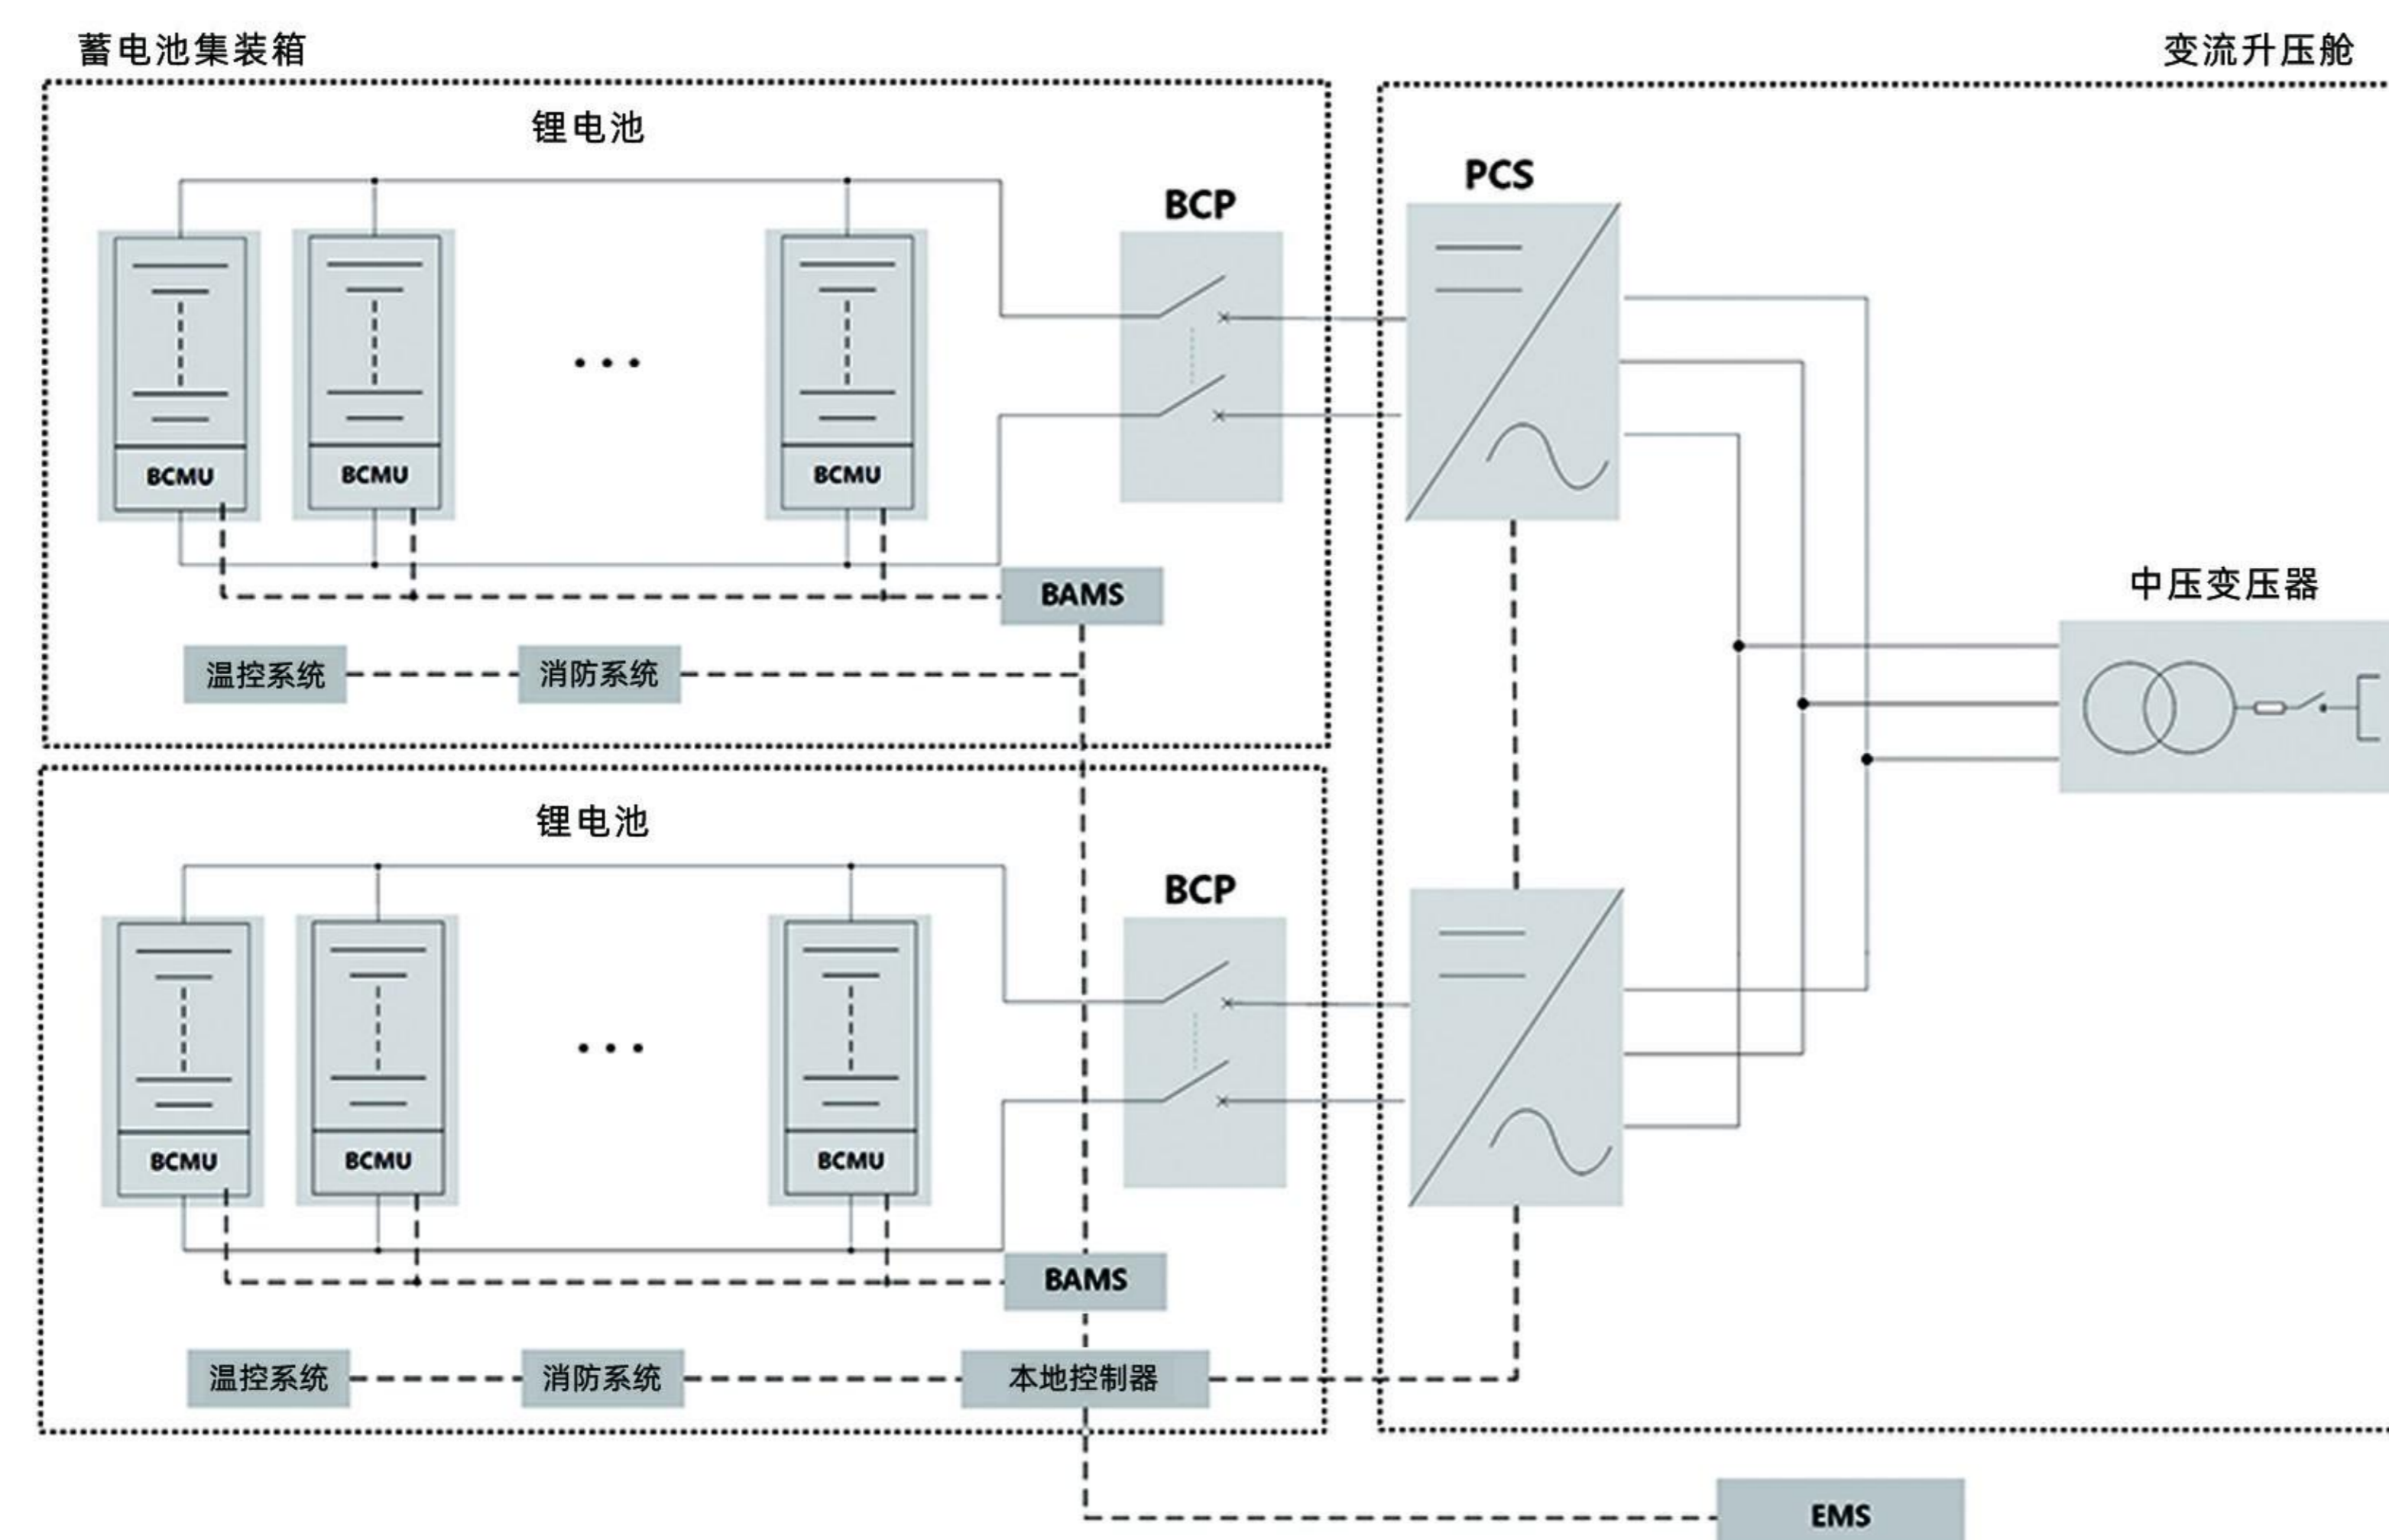 蓄电池集装箱
变流升压舱
锂电池
PCS
BCP
BCMU
BCMU
BCMU
中压变压器
BAMS
温控系统
消防系统
锂电池
BCP
BCMU
BCMU
BCMU
BAMS
温控系统
消防系统
本地控制器
EMS